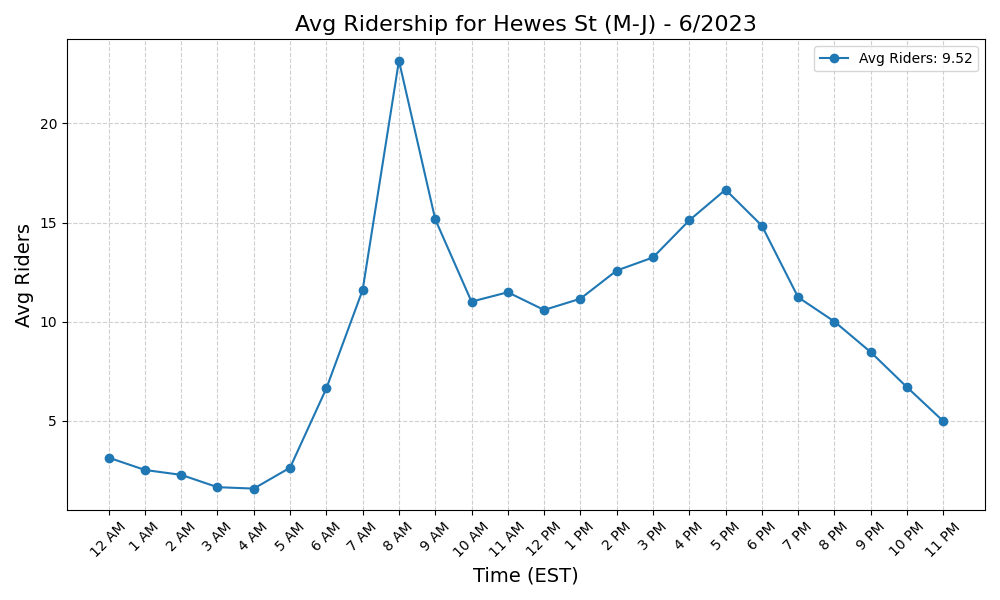 Avg Ridership for Hewes St (M-J) - 6/2023
Avg Riders: 9.52
Avg Riders
20
15
10
5
12 AM
1 AM
2 AM
3 AM
4 AM
5 AM
6 AM
7 AM
8 AM
9 AM
10 AM
11 AM
12 PM
1 PM
2 PM
3 PM
4 PM
5 PM
6 PM
7 PM
8 PM
9 PM
10 PM
11 PM
Time (EST)